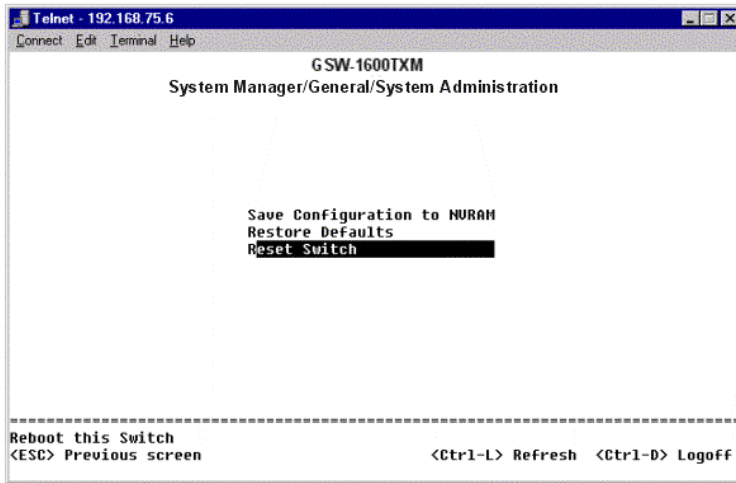 Telnet - 192.168.75.6
Connect Edit Terminal Help
GSW-1600TXM
System Manager/General/System Administration
Save Configuration to NVRAM
Restore Defaults
Reset Switch
Reboot this Switch
<ESC> Previous screen <Ctrl-L> Refresh <Ctrl-D> Logoff